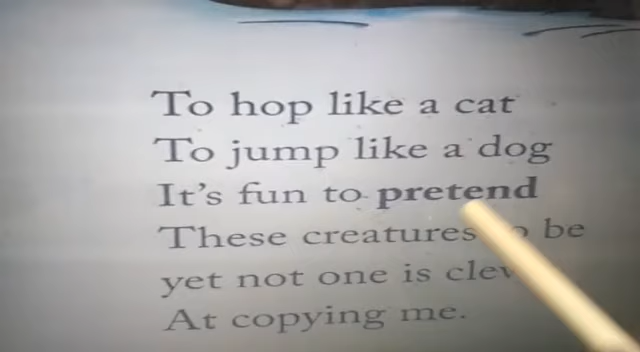 To hop like a cat
To jump like a dog
It's fun to pretend
These creatures be
yet not one is
At copying me.